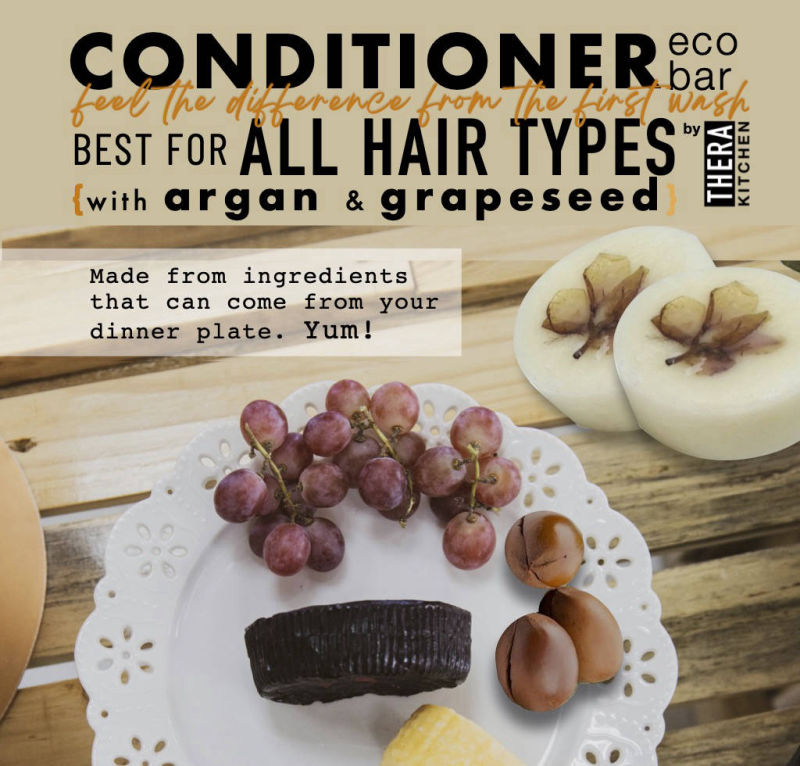 CONDITIONER eco bar
feel the difference from the first wash
BEST FOR ALL HAIR TYPES by THERA KITCHEN
{with argan & grapeseed}
Made from ingredients
that can come from your
dinner plate. Yum!